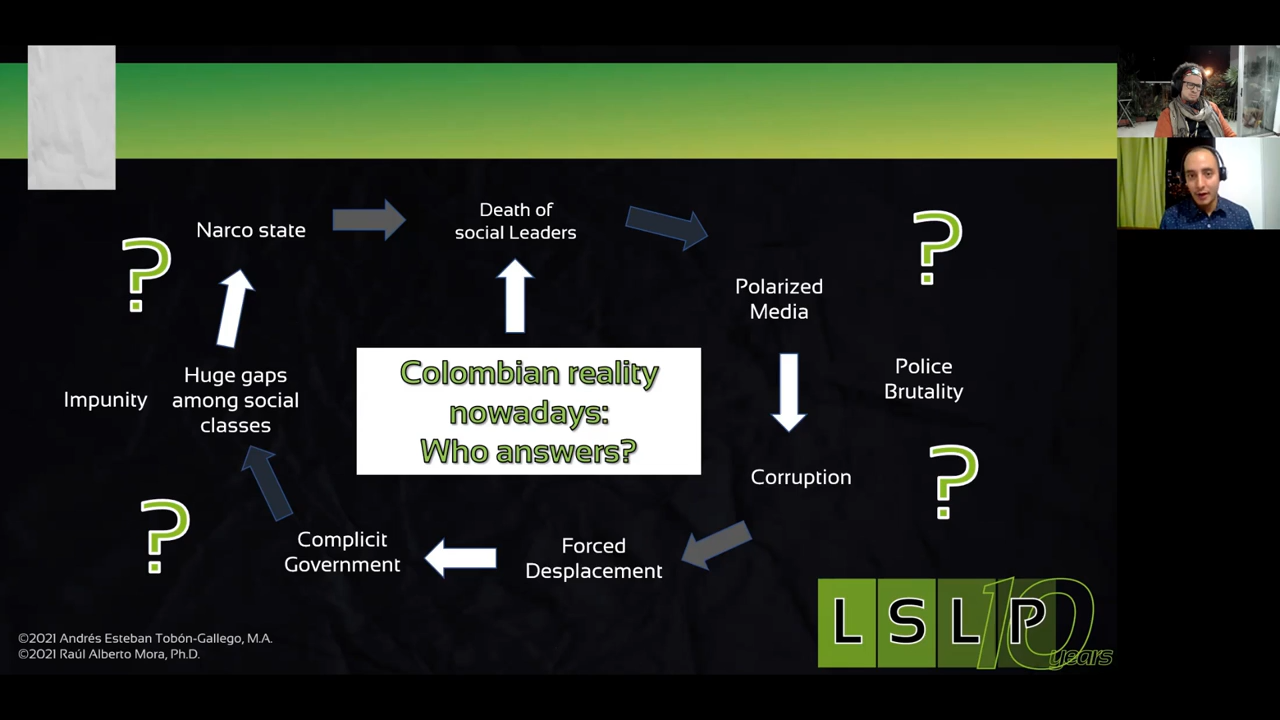 Narco state
Death of
social Leaders
?
?
Polarized
Media
Colombian reality
nowadays:
Who answers?
Police
Brutality
Impunity
Huge gaps
among social
classes
Corruption
?
?
Complicit
Government
Forced
Desplacement
©2021 Andrés Esteban Tobón-Gallego, M.A.
©2021 Raúl Alberto Mora, Ph.D.
LSLP 10
years